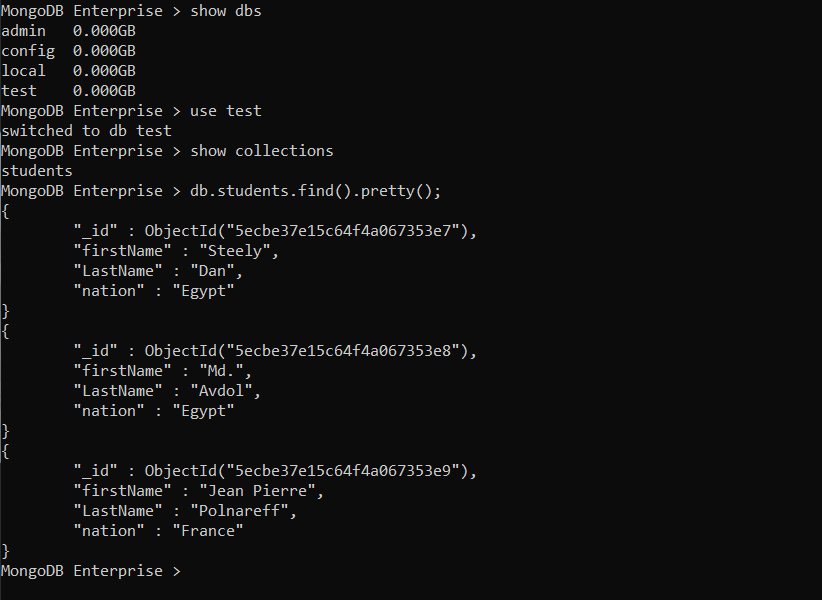 MongoDB Enterprise > show dbs
admin   0.000GB
config  0.000GB
local   0.000GB
test    0.000GB
MongoDB Enterprise > use test
switched to db test
MongoDB Enterprise > show collections
students
MongoDB Enterprise > db.students.find().pretty();
{
        "_id" : ObjectId("5ecbe37e15c64f4a067353e7"),
        "firstName" : "Steely",
        "LastName" : "Dan",
        "nation" : "Egypt"
}
{
        "_id" : ObjectId("5ecbe37e15c64f4a067353e8"),
        "firstName" : "Md.",
        "LastName" : "Avdol",
        "nation" : "Egypt"
}
{
        "_id" : ObjectId("5ecbe37e15c64f4a067353e9"),
        "firstName" : "Jean Pierre",
        "LastName" : "Polnareff",
        "nation" : "France"
}
MongoDB Enterprise >